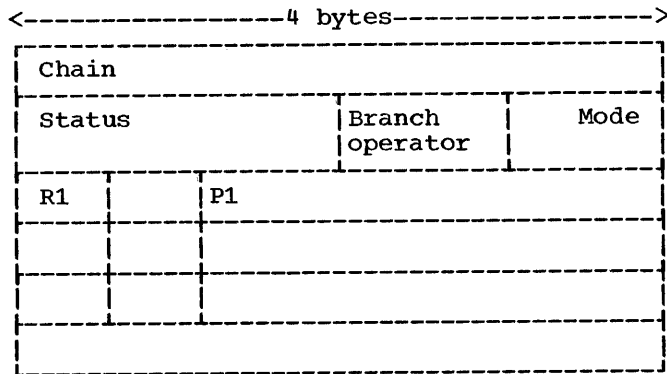 <----------------4 bytes---------------->
Chain
Status Branch Mode
operator
R1 P1